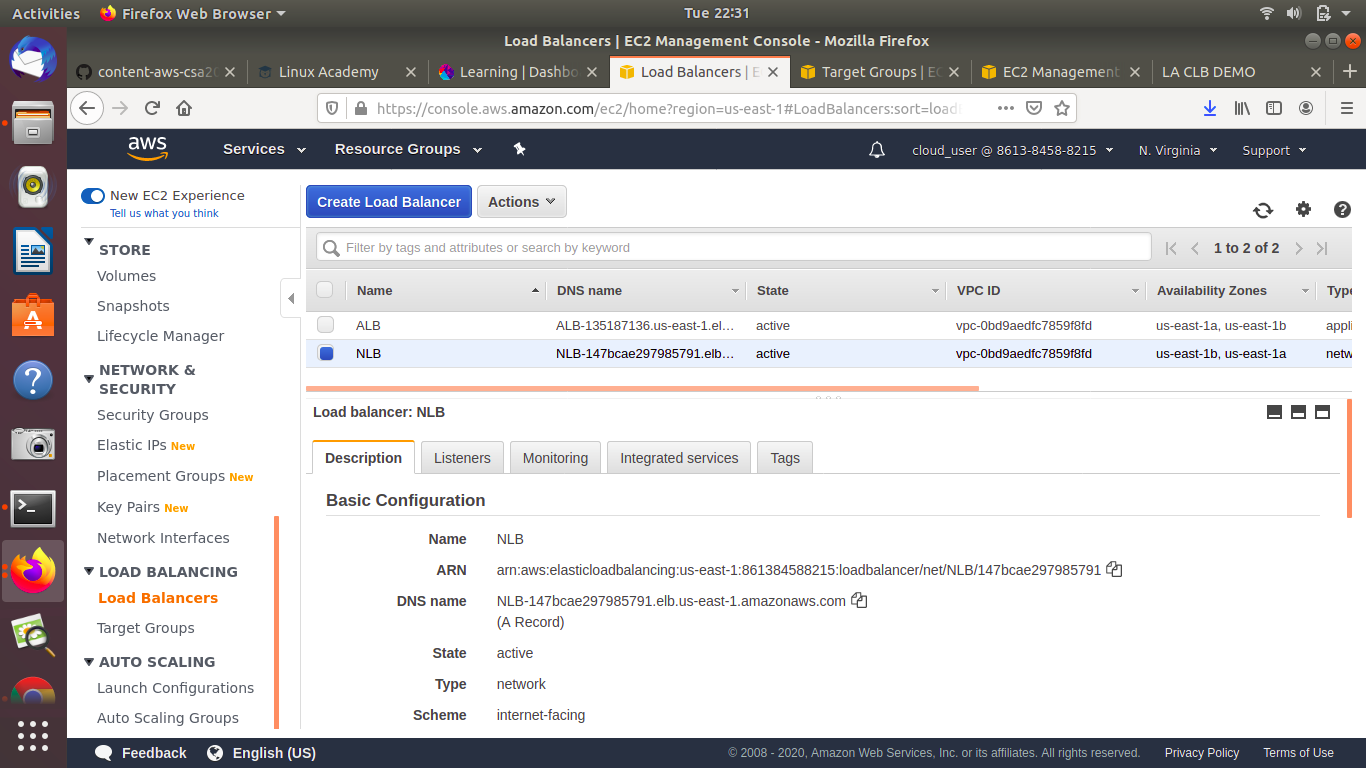 Activities Firefox Web Browser Tue 22:31
Load Balancers | EC2 Management Console - Mozilla Firefox
content-aws-csa20 Linux Academy Learning | Dashbo Load Balancers | E Target Groups | EC EC2 Management LA CLB DEMO
https://console.aws.amazon.com/ec2/home?region=us-east-1#LoadBalancers:sort=load
aws Services Resource Groups cloud_user @ 8613-8458-8215 N. Virginia Support
New EC2 Experience
Tell us what you think
STORE
Volumes
Snapshots
Lifecycle Manager
NETWORK &
SECURITY
Security Groups
Elastic IPs New
Placement Groups New
Key Pairs New
Network Interfaces
LOAD BALANCING
Load Balancers
Target Groups
AUTO SCALING
Launch Configurations
Auto Scaling Groups
Create Load Balancer Actions
Filter by tags and attributes or search by keyword 1 to 2 of 2
Name DNS name State VPC ID Availability Zones Type
ALB ALB-135187136.us-east-1.el... active vpc-0bd9aedfc7859f8fd us-east-1a, us-east-1b appli
NLB NLB-147bcae297985791.elb... active vpc-0bd9aedfc7859f8fd us-east-1b, us-east-1a netw
Load balancer: NLB
Description Listeners Monitoring Integrated services Tags
Basic Configuration
Name NLB
ARN arn:aws:elasticloadbalancing:us-east-1:861384588215:loadbalancer/net/NLB/147bcae297985791
DNS name NLB-147bcae297985791.elb.us-east-1.amazonaws.com
(A Record)
State active
Type network
Scheme internet-facing
Feedback English (US) © 2008 - 2020, Amazon Web Services, Inc. or its affiliates. All rights reserved. Privacy Policy Terms of Use